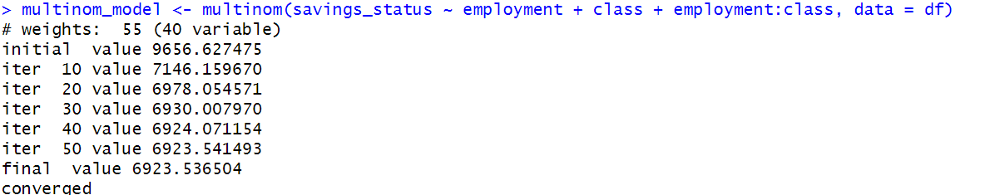 > multinom_model <- multinom(savings_status ~ employment + class + employment:class, data = df)
# weights:  55 (40 variable)
initial  value 9656.627475
iter  10 value 7146.159670
iter  20 value 6978.054571
iter  30 value 6930.007970
iter  40 value 6924.071154
iter  50 value 6923.541493
final  value 6923.536504
converged